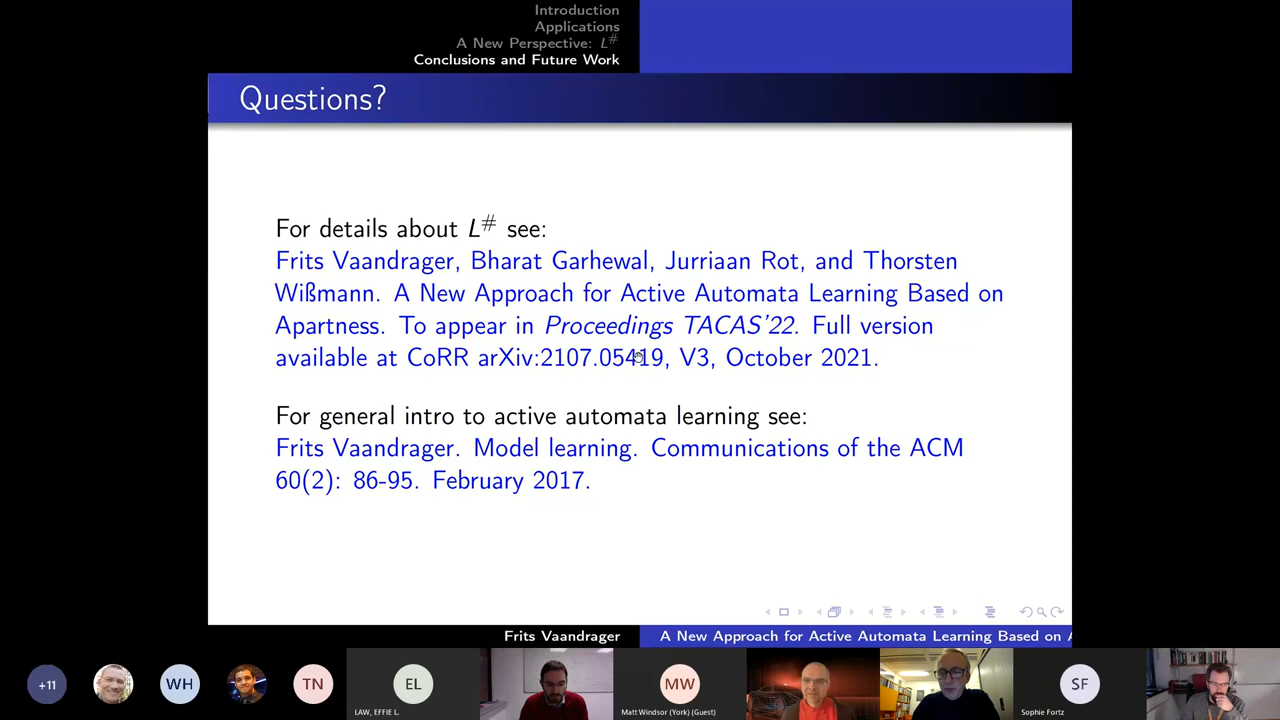 Introduction
Applications
A New Perspective: L#
Conclusions and Future Work
Questions?
For details about L# see:
Frits Vaandrager, Bharat Garhewal, Jurriaan Rot, and Thorsten
Wißmann. A New Approach for Active Automata Learning Based on
Apartness. To appear in Proceedings TACAS'22. Full version
available at CoRR arXiv:2107.05419, V3, October 2021.
For general intro to active automata learning see:
Frits Vaandrager. Model learning. Communications of the ACM
60(2): 86-95. February 2017.
Frits Vaandrager
A New Approach for Active Automata Learning Based on A
+11
WH
TN
EL
LAW, EFFIE L.
MW
Matt Windsor (York) (Guest)
SF
Sophie Fortz